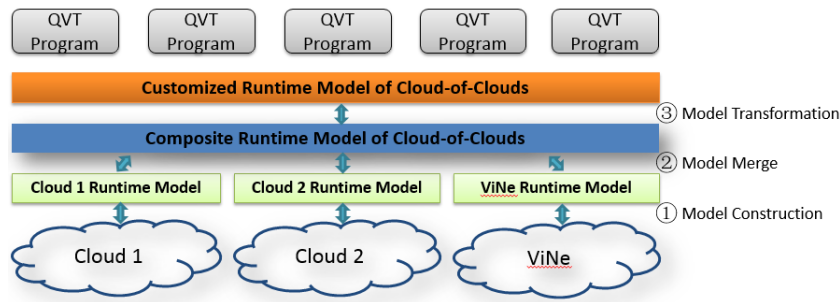 QVT
Program
QVT
Program
QVT
Program
QVT
Program
QVT
Program
Customized Runtime Model of Cloud-of-Clouds
③ Model Transformation
Composite Runtime Model of Cloud-of-Clouds
② Model Merge
Cloud 1 Runtime Model
Cloud 2 Runtime Model
ViNe Runtime Model
① Model Construction
Cloud 1
Cloud 2
ViNe